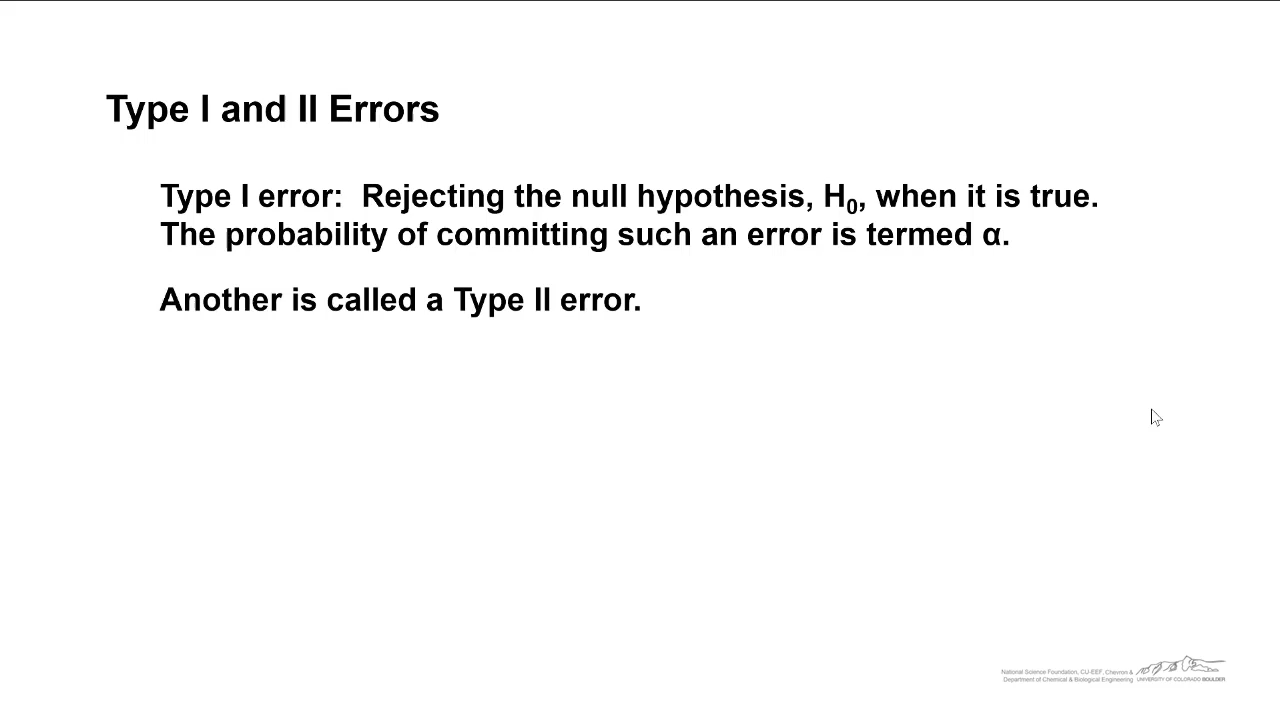 Type I and II Errors
Type I error: Rejecting the null hypothesis, H₀, when it is true.
The probability of committing such an error is termed α.
Another is called a Type II error.
National Science Foundation, CU-EEF, Chevron &
Department of Chemical & Biological Engineering UNIVERSITY OF COLORADO BOULDER